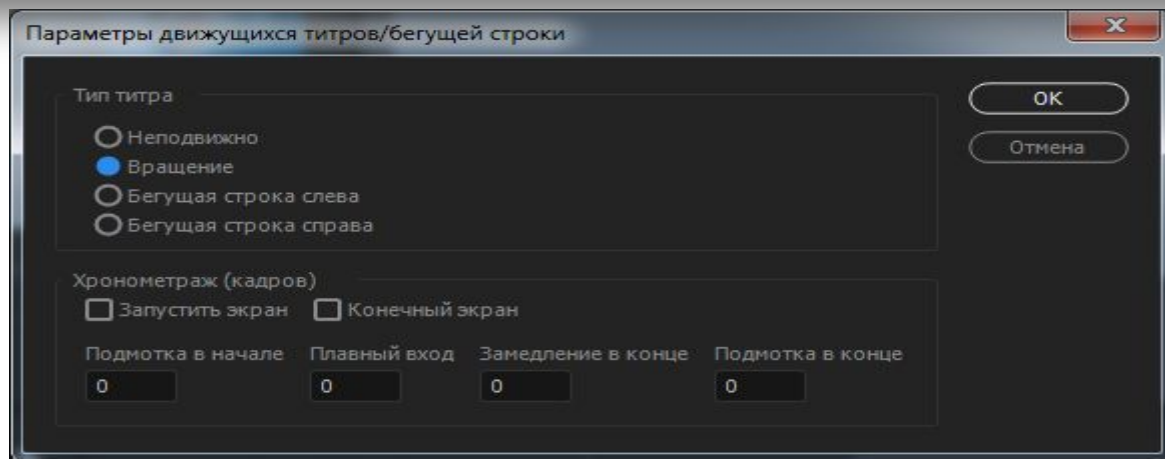 Параметры движущихся титров/бегущей строки
Тип титра
Неподвижно
Вращение
Бегущая строка слева
Бегущая строка справа
OK
Отмена
Хронометраж (кадров)
Запустить экран Конечный экран
Подмотка в начале Плавный вход Замедление в конце Подмотка в конце
0 0 0 0